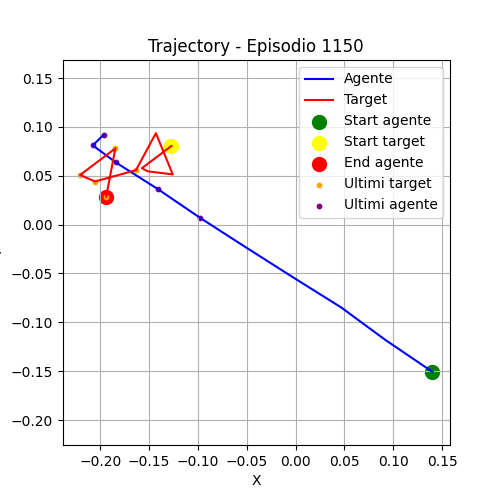 Trajectory - Episodio 1150
0.15
0.10
0.05
0.00
−0.05
−0.10
−0.15
−0.20
−0.20 −0.15 −0.10 −0.05 0.00 0.05 0.10 0.15
X
Agente
Target
Start agente
Start target
End agente
Ultimi target
Ultimi agente